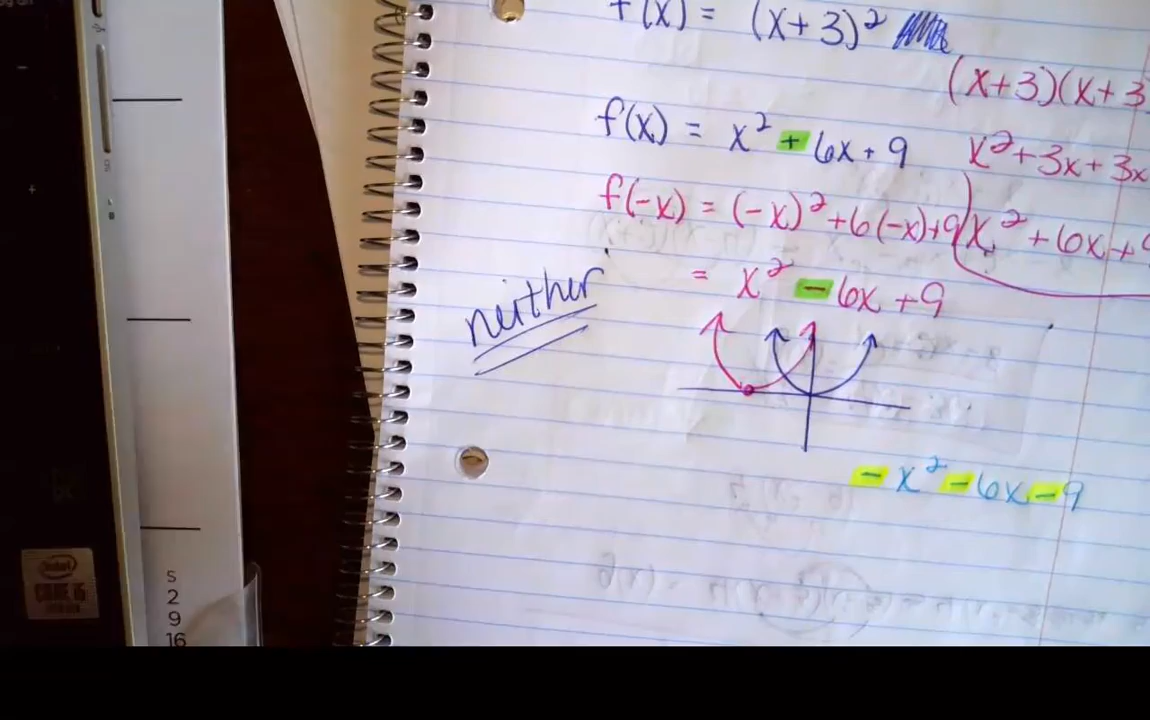 f(x) = (x+3)²
(x+3)(x+3
f(x) = x² + 6x + 9
x²+3x+3x
f(-x) = (-x)²+6(-x)+9
x²+6x+9
= x² - 6x +9
neither
-x²-6x-9
S
2
9
16